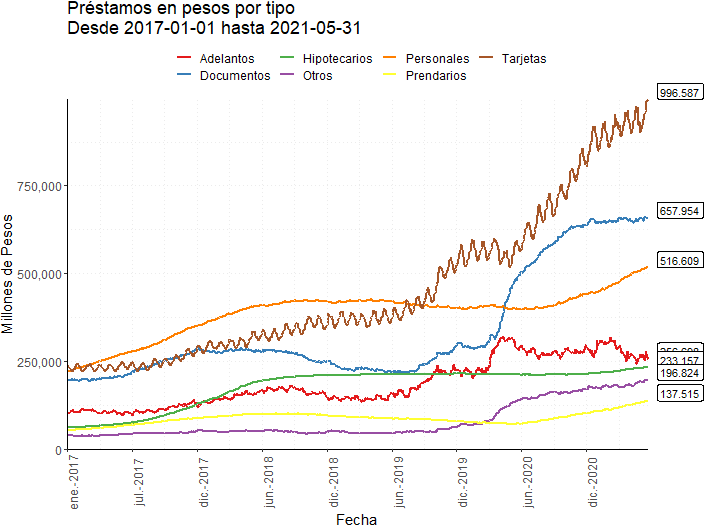 Préstamos en pesos por tipo
Desde 2017-01-01 hasta 2021-05-31
Adelantos
Hipotecarios
Personales
Tarjetas
Documentos
Otros
Prendarios
996.587
657.954
516.609
233.157
196.824
137.515
Millones de Pesos
750,000
500,000
250,000
0
ene.-2017
jul.-2017
dic.-2017
jun.-2018
dic.-2018
jun.-2019
dic.-2019
jun.-2020
dic.-2020
Fecha